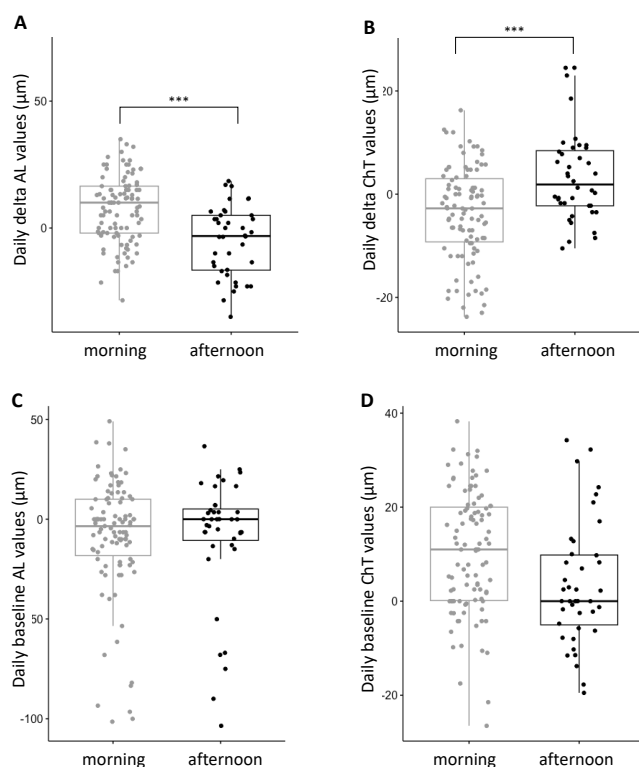 A
Daily delta AL values (µm)
50
0
***
morning
afternoon
B
Daily delta ChT values (µm)
20
0
-20
***
morning
afternoon
C
Daily baseline AL values (µm)
50
0
-50
-100
morning
afternoon
D
Daily baseline ChT values (µm)
40
20
0
-20
morning
afternoon